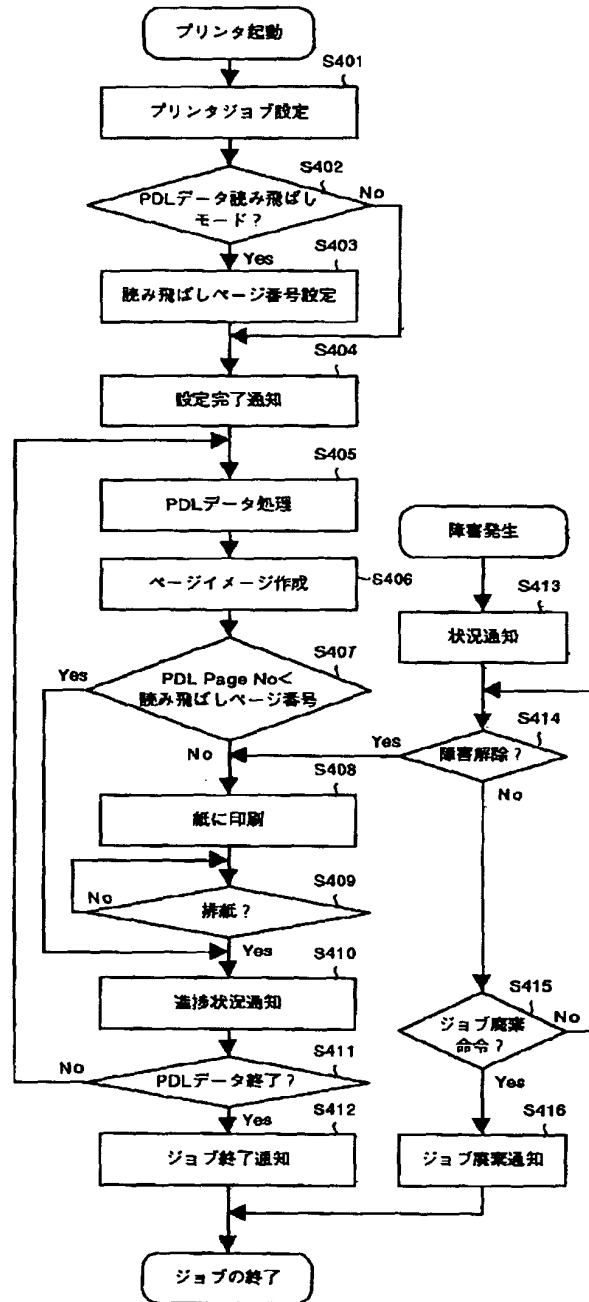 プリンタ起動
S401
プリンタジョブ設定
S402
PDLデータ読み飛ばし
モード？
No
Yes
S403
読み飛ばしページ番号設定
S404
設定完了通知
S405
PDLデータ処理
ページイメージ作成
S406
S407
PDL Page No<
読み飛ばしページ番号
Yes
No
S408
紙に印刷
S409
排紙？
No
Yes
S410
進捗状況通知
S411
PDLデータ終了？
No
Yes
S412
ジョブ終了通知
ジョブの終了
障害発生
S413
状況通知
S414
障害解除？
Yes
No
S415
ジョブ廃棄
命令？
No
Yes
S416
ジョブ廃棄通知